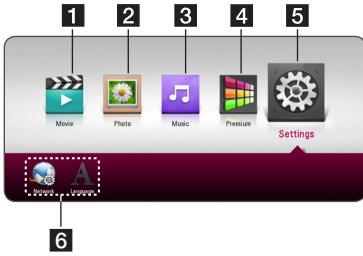 1 2 3 4 5
Movie Photo Music Premium
Settings
Network Language
6